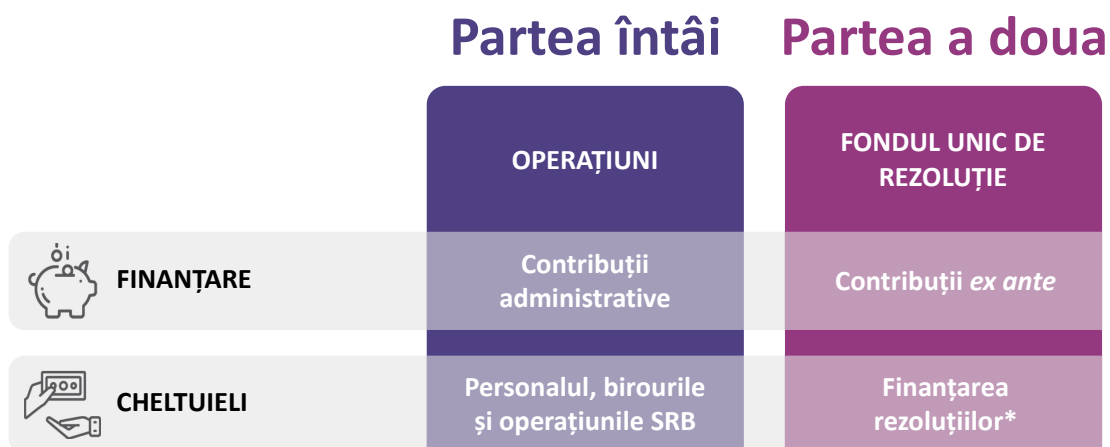 Partea întâi
Partea a doua
OPERAȚIUNI
FONDUL UNIC DE
REZOLUȚIE
FINANȚARE
Contribuții
administrative
Contribuții ex ante
CHELTUIELI
Personalul, birourile
și operațiunile SRB
Finanțarea
rezoluțiilor*